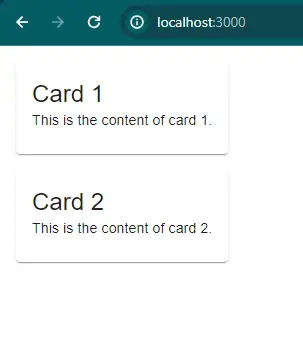 localhost:3000
Card 1
This is the content of card 1.
Card 2
This is the content of card 2.